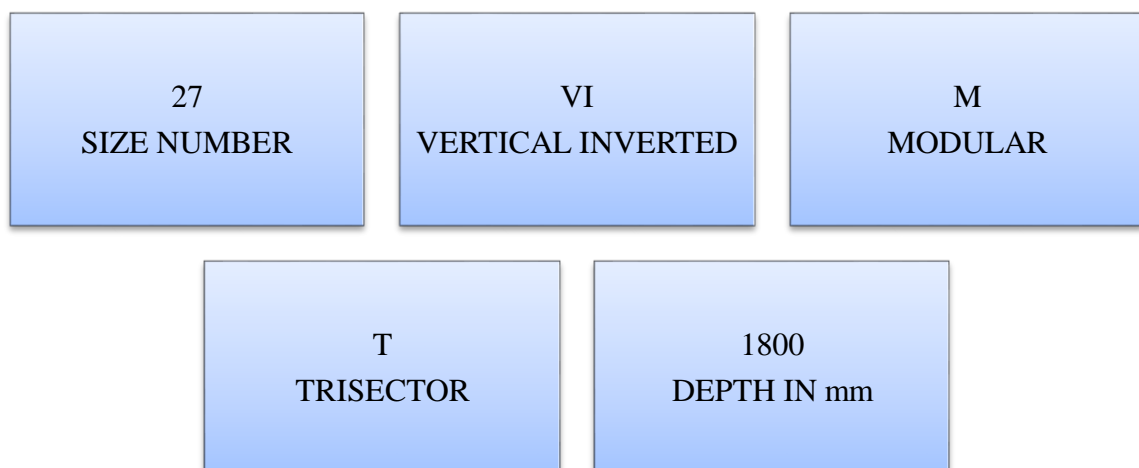 27
SIZE NUMBER
VI
VERTICAL INVERTED
M
MODULAR
T
TRISECTOR
1800
DEPTH IN mm